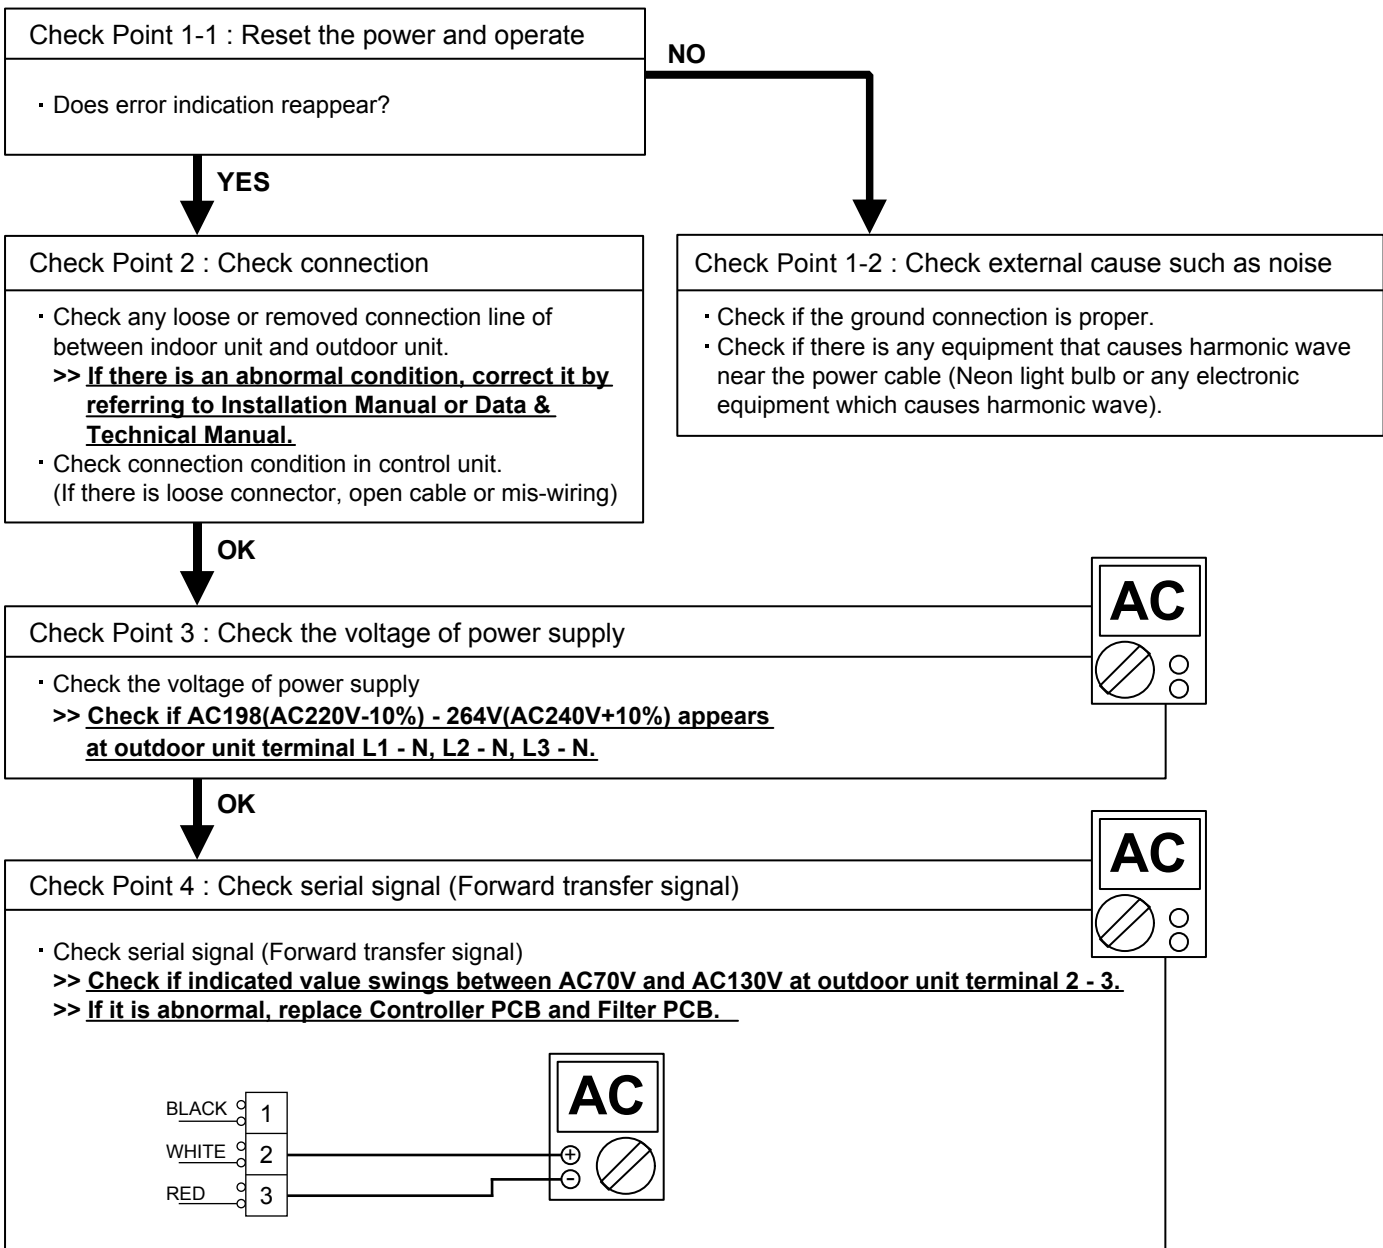 Check Point 1-1 : Reset the power and operate
NO
· Does error indication reappear?
YES
Check Point 2 : Check connection
· Check any loose or removed connection line of
between indoor unit and outdoor unit.
>> If there is an abnormal condition, correct it by
referring to Installation Manual or Data &
Technical Manual.
· Check connection condition in control unit.
(If there is loose connector, open cable or mis-wiring)
Check Point 1-2 : Check external cause such as noise
· Check if the ground connection is proper.
· Check if there is any equipment that causes harmonic wave
near the power cable (Neon light bulb or any electronic
equipment which causes harmonic wave).
OK
AC
Check Point 3 : Check the voltage of power supply
· Check the voltage of power supply
>> Check if AC198(AC220V-10%) - 264V(AC240V+10%) appears
at outdoor unit terminal L1 - N, L2 - N, L3 - N.
OK
AC
Check Point 4 : Check serial signal (Forward transfer signal)
· Check serial signal (Forward transfer signal)
>> Check if indicated value swings between AC70V and AC130V at outdoor unit terminal 2 - 3.
>> If it is abnormal, replace Controller PCB and Filter PCB.
AC
BLACK 1
WHITE 2 +
RED 3 -